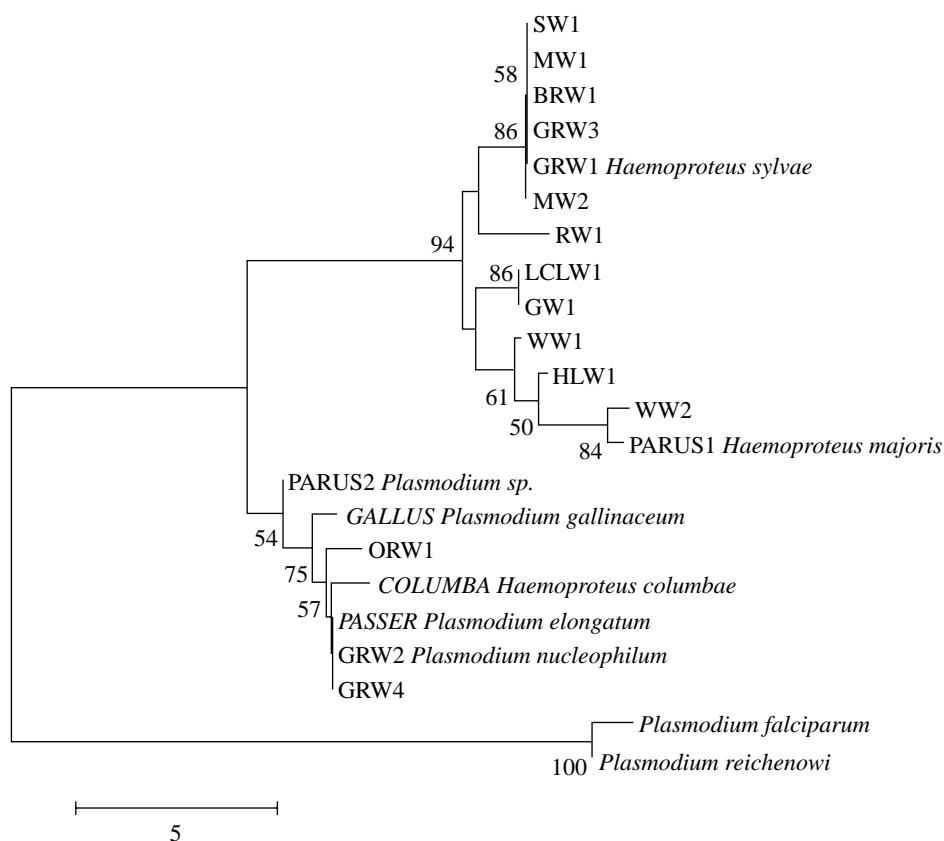 SW1
MW1
58
BRW1
86
GRW3
GRW1 Haemoproteus sylvae
MW2
RW1
94
86
LCLW1
GW1
WW1
HLW1
61
WW2
50
PARUS1 Haemoproteus majoris
84
PARUS2 Plasmodium sp.
GALLUS Plasmodium gallinaceum
54
ORW1
75
COLUMBA Haemoproteus columbae
57
PASSER Plasmodium elongatum
GRW2 Plasmodium nucleophilum
GRW4
Plasmodium falciparum
100
Plasmodium reichenowi
5